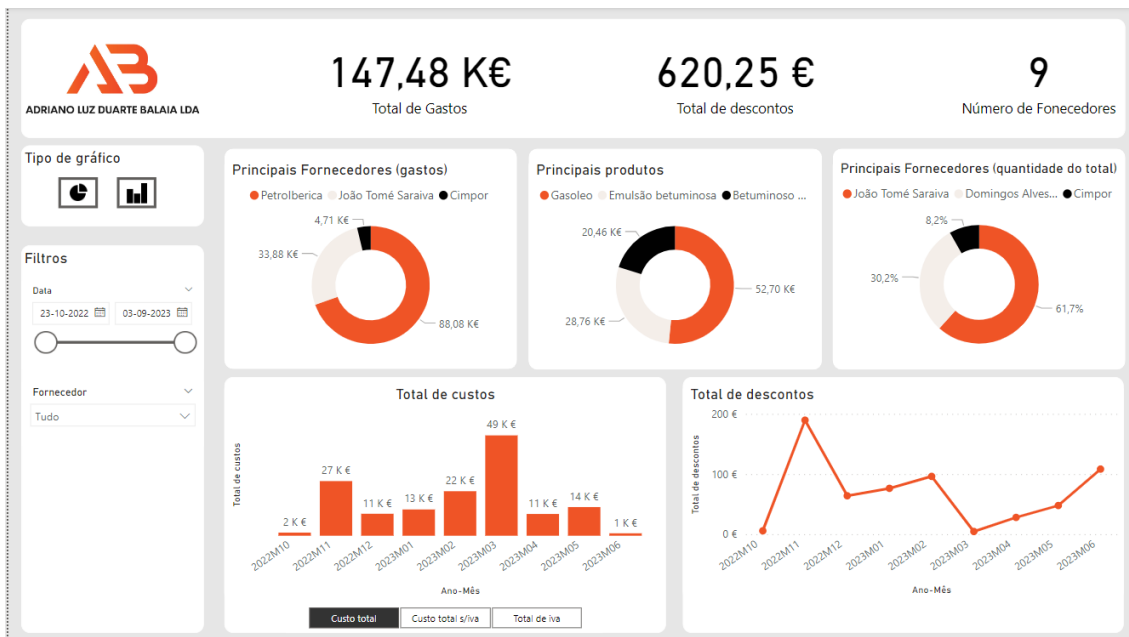 AB
ADRIANO LUZ DUARTE BALAIA LDA
147,48 K€
Total de Gastos
620,25 €
Total de descontos
9
Número de Fonecedores
Tipo de gráfico
Filtros
Data
23-10-2022
03-09-2023
Fornecedor
Tudo
Principais Fornecedores (gastos)
PetroIberica João Tomé Saraiva Cimpor
4,71 K€
33,88 K€
88,08 K€
Principais produtos
Gasoleo Emulsão betuminosa Betuminoso ...
20,46 K€
28,76 K€
52,70 K€
Principais Fornecedores (quantidade do total)
João Tomé Saraiva Domingos Alves... Cimpor
8,2%
30,2%
61,7%
Total de custos
Total de custos
2 K €
27 K €
11 K €
13 K €
22 K €
49 K €
11 K €
14 K €
1 K €
2022M10
2022M11
2022M12
2023M01
2023M02
2023M03
2023M04
2023M05
2023M06
Ano-Mês
Custo total
Custo total s/iva
Total de iva
Total de descontos
Total de descontos
200 €
100 €
0 €
2022M10
2022M11
2022M12
2023M01
2023M02
2023M03
2023M04
2023M05
2023M06
Ano-Mês